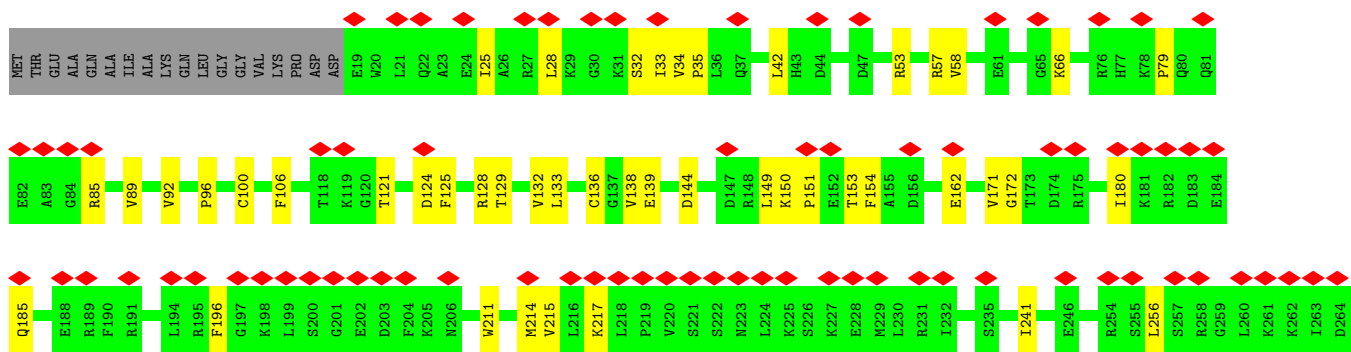 MET THR GLU ALA GLN ALA ILE ALA LYS GLN LEU GLY GLY VAL LYS PRO ASP ASP E19 W20 L21 Q22 A23 E24 I25 A26 R27 L28 K29 G30 K31 S32 I33 V34 P35 L36 Q37 L42 H43 D44 D47 R53 R57 V58 E61 G65 K66 R76 H77 K78 P79 Q80 Q81
E82 A83 G84 R85 V89 V92 P96 C100 F106 T118 K119 G120 T121 D124 F125 R128 T129 V132 L133 C136 G137 V138 E139 D144 D147 R148 L149 K150 P151 E152 T153 F154 A155 D156 E162 V171 G172 T173 D174 R175 I180 K181 R182 D183 E184
Q185 E188 R189 F190 R191 L194 R195 F196 G197 K198 L199 S200 G201 E202 D203 F204 K205 N206 W211 M214 V215 L216 K217 L218 P219 V220 S221 S222 N223 L224 K225 S226 K227 E228 M229 L230 R231 I232 S235 I241 E246 R254 S255 L256 S257 R258 G259 L260 K261 K262 I263 D264